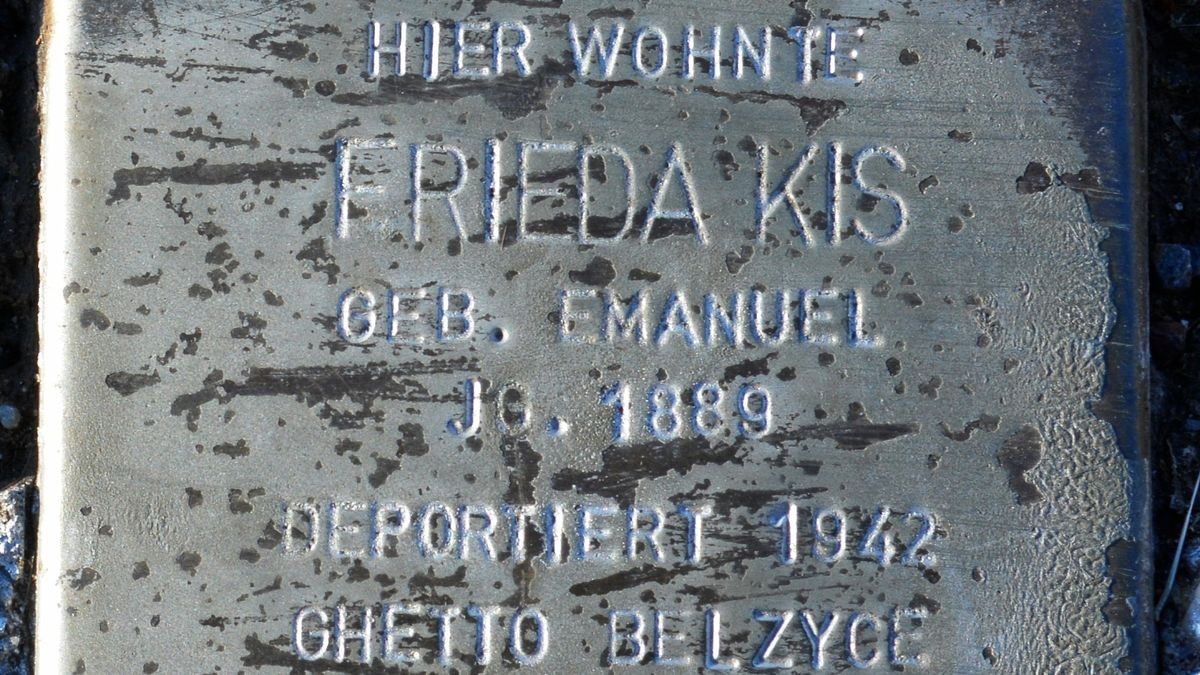 HIER WOHNTE
FRIEDA KIS
GEB. EMANUEL
JG. 1889
DEPORTIERT 1942
GHETTO BELZYCE